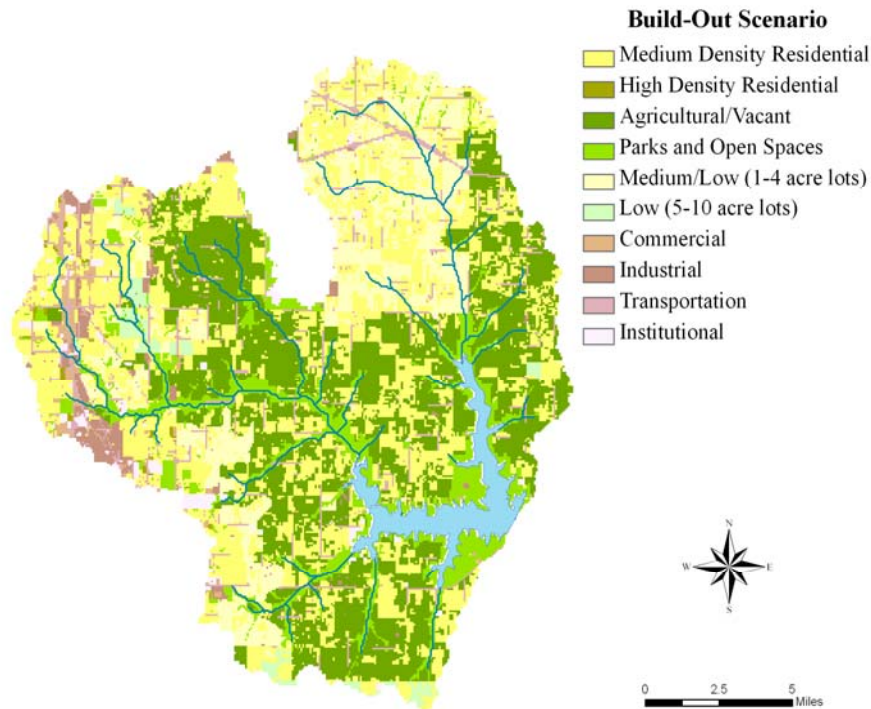 Build-Out Scenario
Medium Density Residential
High Density Residential
Agricultural/Vacant
Parks and Open Spaces
Medium/Low (1-4 acre lots)
Low (5-10 acre lots)
Commercial
Industrial
Transportation
Institutional
N
W E
S
0 2.5 5
Miles